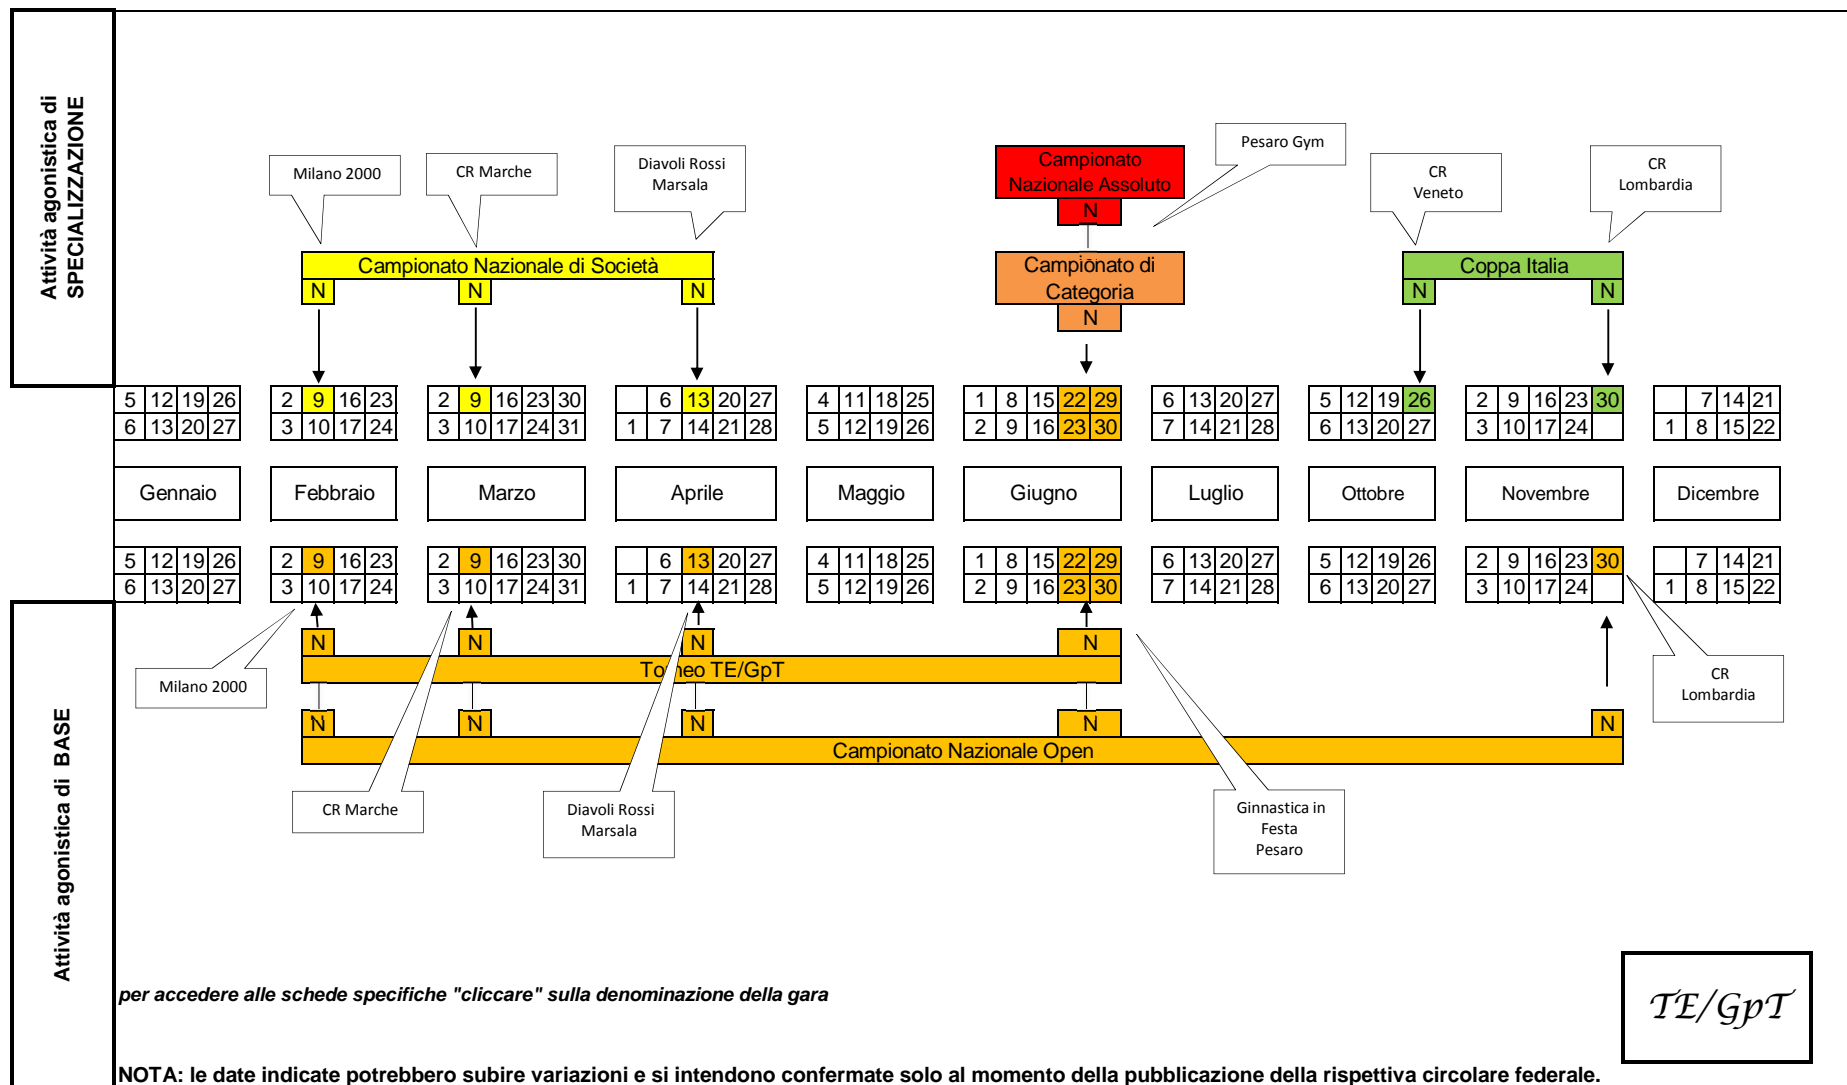 Attività agonistica di
SPECIALIZZAZIONE
Milano 2000
CR Marche
Diavoli Rossi
Marsala
Campionato
Nazionale Assoluto
N
Pesaro Gym
CR
Veneto
CR
Lombardia
Campionato Nazionale di Società
N N N
Campionato di
Categoria
N
Coppa Italia
N N
5 12 19 26 2 9 16 23 2 9 16 23 30 6 13 20 27 4 11 18 25 1 8 15 22 29 6 13 20 27 5 12 19 26 2 9 16 23 30 7 14 21
6 13 20 27 3 10 17 24 3 10 17 24 31 1 7 14 21 28 5 12 19 26 2 9 16 23 30 7 14 21 28 6 13 20 27 3 10 17 24 1 8 15 22
Gennaio Febbraio Marzo Aprile Maggio Giugno Luglio Ottobre Novembre Dicembre
5 12 19 26 2 9 16 23 2 9 16 23 30 6 13 20 27 4 11 18 25 1 8 15 22 29 6 13 20 27 5 12 19 26 2 9 16 23 30 7 14 21
6 13 20 27 3 10 17 24 3 10 17 24 31 1 7 14 21 28 5 12 19 26 2 9 16 23 30 7 14 21 28 6 13 20 27 3 10 17 24 1 8 15 22
Attività agonistica di BASE
N N N N
Torneo TE/GpT
Milano 2000
CR
Lombardia
N N N N N
Campionato Nazionale Open
CR Marche
Diavoli Rossi
Marsala
Ginnastica in
Festa
Pesaro
per accedere alle schede specifiche "cliccare" sulla denominazione della gara
TE/GpT
NOTA: le date indicate potrebbero subire variazioni e si intendono confermate solo al momento della pubblicazione della rispettiva circolare federale.